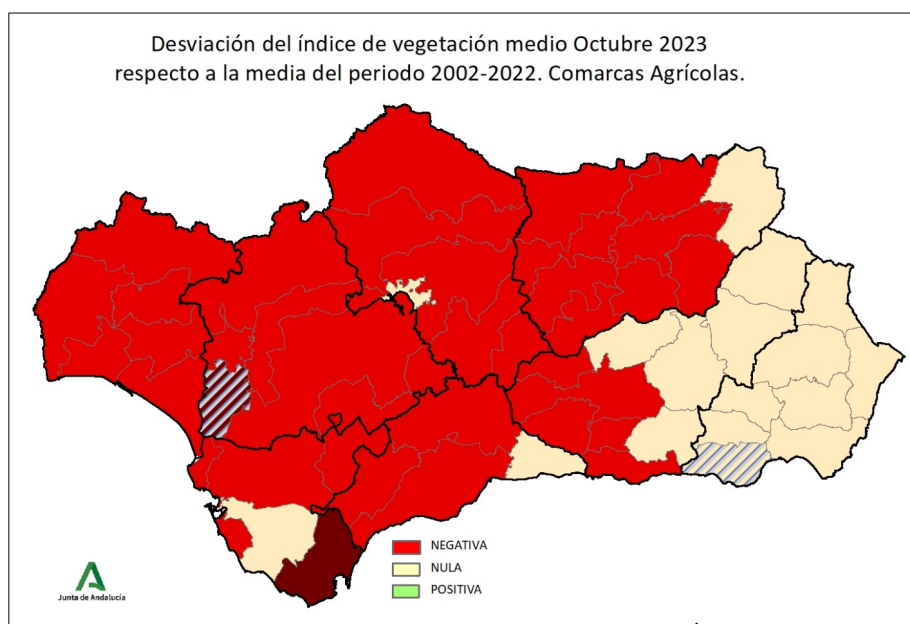 Desviación del índice de vegetación medio Octubre 2023
respecto a la media del periodo 2002-2022. Comarcas Agrícolas.
NEGATIVA
NULA
POSITIVA
Junta de Andalucía